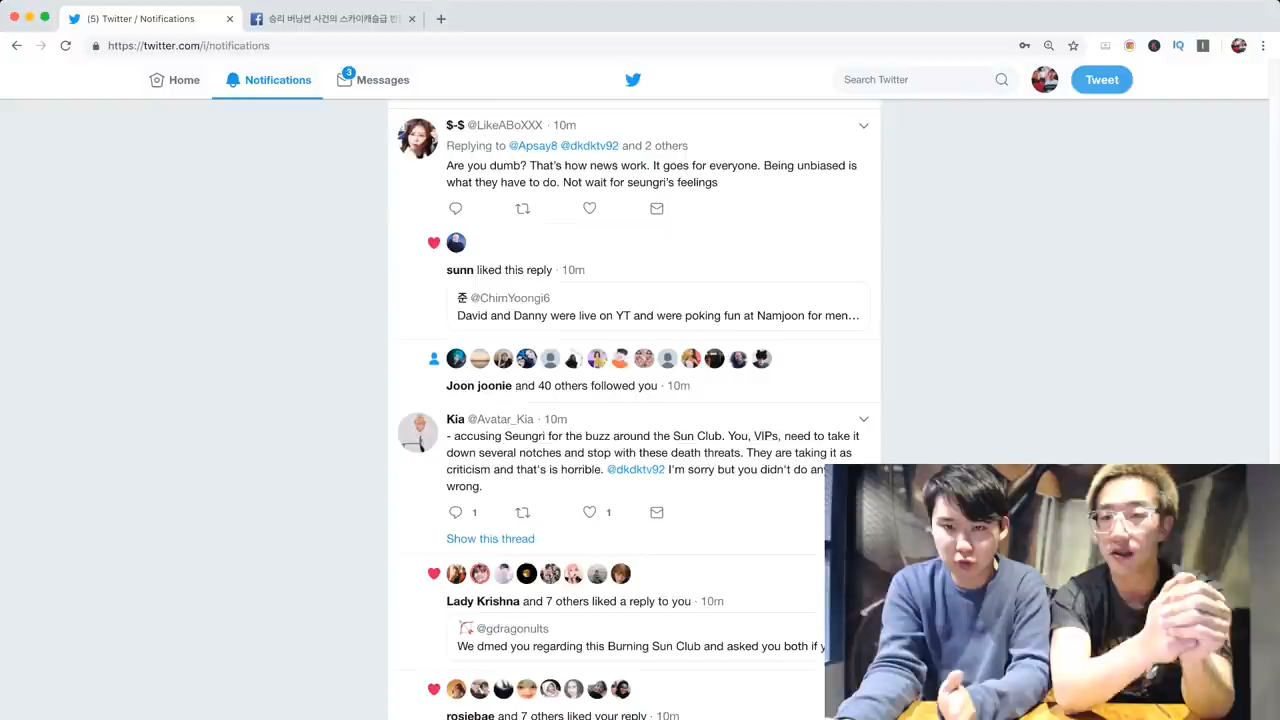 (5) Twitter / Notifications
승리 버닝썬 사건의 스카이캐슬급 반
https://twitter.com/i/notifications
IQ
Home
Notifications
3
Messages
Search Twitter
Tweet
$-$ @LikeABoXXX · 10m
Replying to @Apsay8 @dkdktv92 and 2 others
Are you dumb? That's how news work. It goes for everyone. Being unbiased is
what they have to do. Not wait for seungri's feelings
sunn liked this reply · 10m
준 @ChimYoongi6
David and Danny were live on YT and were poking fun at Namjoon for men...
Joon joonie and 40 others followed you · 10m
Kia @Avatar_Kia · 10m
- accusing Seungri for the buzz around the Sun Club. You, VIPs, need to take it
down several notches and stop with these death threats. They are taking it as
criticism and that's is horrible. @dkdktv92 I'm sorry but you didn't do
wrong.
1
1
Show this thread
Lady Krishna and 7 others liked a reply to you · 10m
@gdragonults
We dmed you regarding this Burning Sun Club and asked you both if
rosiebae and 7 others liked your reply · 10m